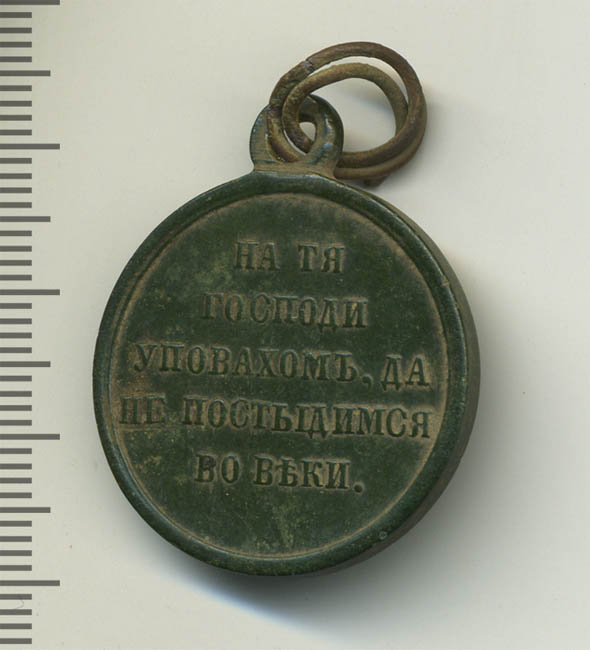 НА ТЯ
ГОСПОДИ
УПОВАХОМЪ, ДА
НЕ ПОСТЫДИМСЯ
ВО ВѢКИ.